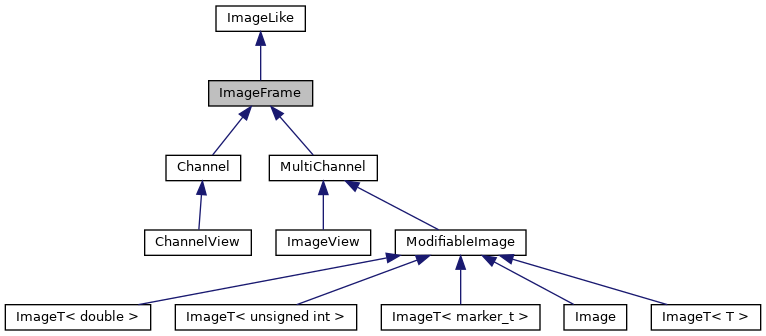 ImageLike
ImageFrame
Channel
MultiChannel
ChannelView
ImageView
ModifiableImage
ImageT< double >
ImageT< unsigned int >
ImageT< marker_t >
Image
ImageT< T >